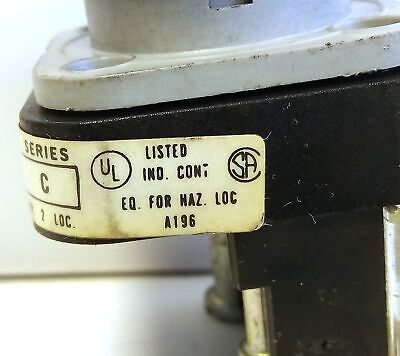 SERIES
C
2 LOC.
UL
LISTED
IND. CONT
SA
EQ. FOR HAZ. LOC
A196